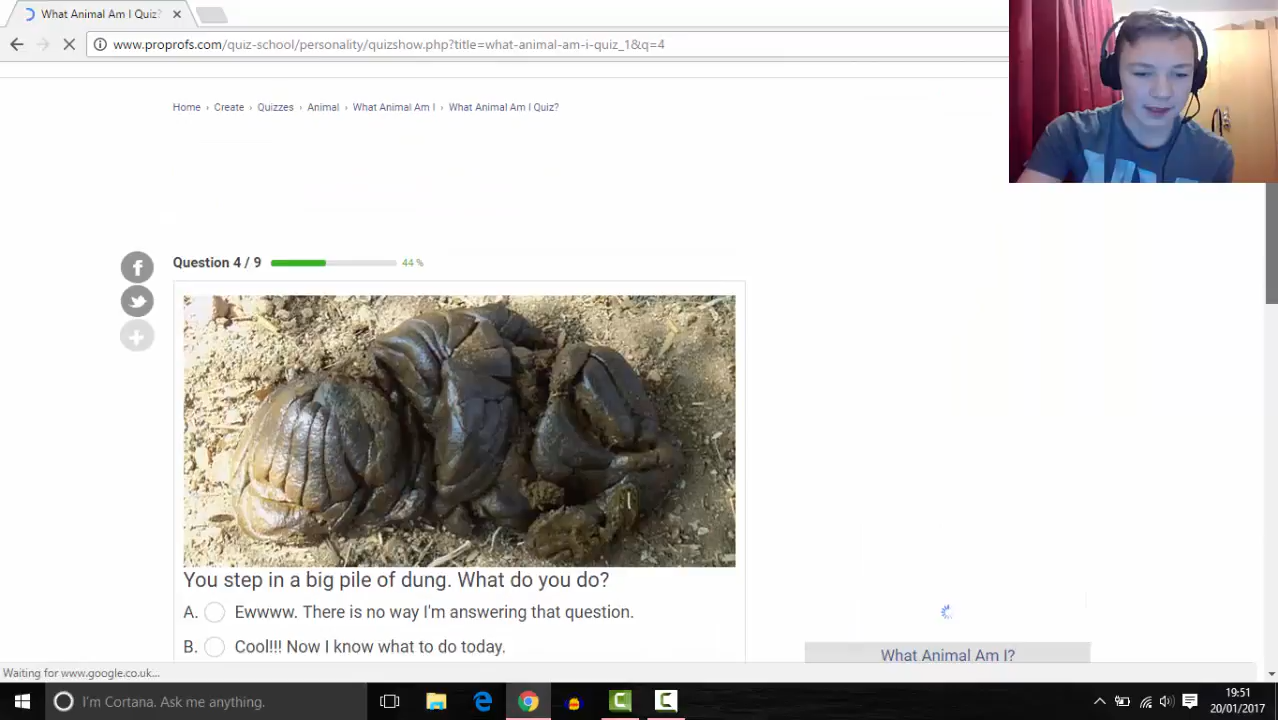 What Animal Am I Quiz?
www.proprofs.com/quiz-school/personality/quizshow.php?title=what-animal-am-i-quiz_1&q=4
Home › Create › Quizzes › Animal › What Animal Am I › What Animal Am I Quiz?
Question 4 / 9 44 %
You step in a big pile of dung. What do you do?
A. Ewwww. There is no way I'm answering that question.
B. Cool!!! Now I know what to do today.
What Animal Am I?
Waiting for www.google.co.uk...
I'm Cortana. Ask me anything.
19:51
20/01/2017